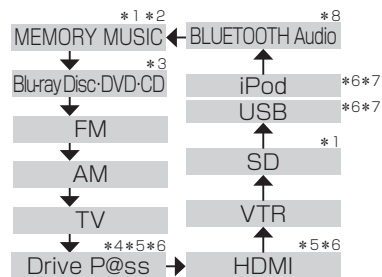 *1*2
MEMORY MUSIC
*8
BLUETOOTH Audio
*3
Blu-ray Disc·DVD·CD
iPod *6*7
FM
USB *6*7
AM
*1
SD
TV
VTR
*4*5*6
Drive P@ss
*5*6
HDMI